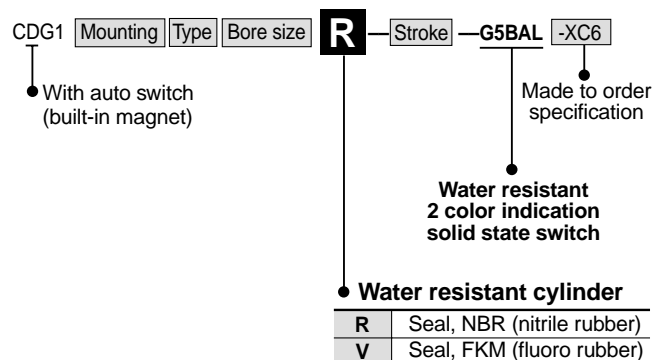 CDG1 Mounting Type Bore size R — Stroke — G5BAL -XC6
With auto switch
(built-in magnet)
Made to order
specification
Water resistant
2 color indication
solid state switch
Water resistant cylinder
R Seal, NBR (nitrile rubber)
V Seal, FKM (fluoro rubber)